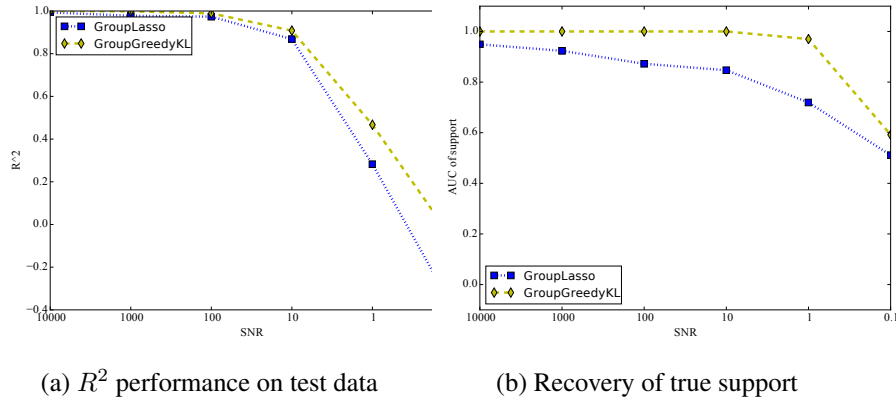 1.0
0.8
0.6
0.4
0.2
0.0
−0.2
−0.4
R^2
GroupLasso
GroupGreedyKL
10000
1000
100
10
1
SNR
(a) R² performance on test data
1.0
0.8
0.6
0.4
0.2
0.0
AUC of support
GroupLasso
GroupGreedyKL
10000
1000
100
10
1
0.1
SNR
(b) Recovery of true support